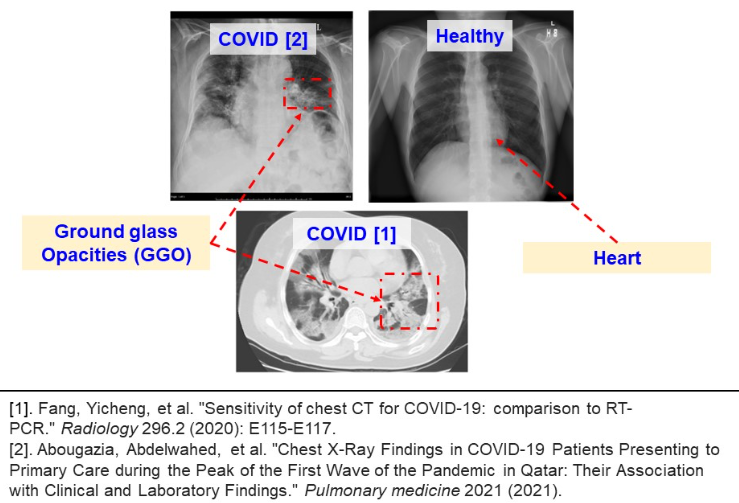 COVID [2]
L
Healthy
L
H B
Ground glass
Opacities (GGO)
COVID [1]
Heart
[1]. Fang, Yicheng, et al. "Sensitivity of chest CT for COVID-19: comparison to RT-
PCR." Radiology 296.2 (2020): E115-E117.
[2]. Abougazia, Abdelwahed, et al. "Chest X-Ray Findings in COVID-19 Patients Presenting to
Primary Care during the Peak of the First Wave of the Pandemic in Qatar: Their Association
with Clinical and Laboratory Findings." Pulmonary medicine 2021 (2021).